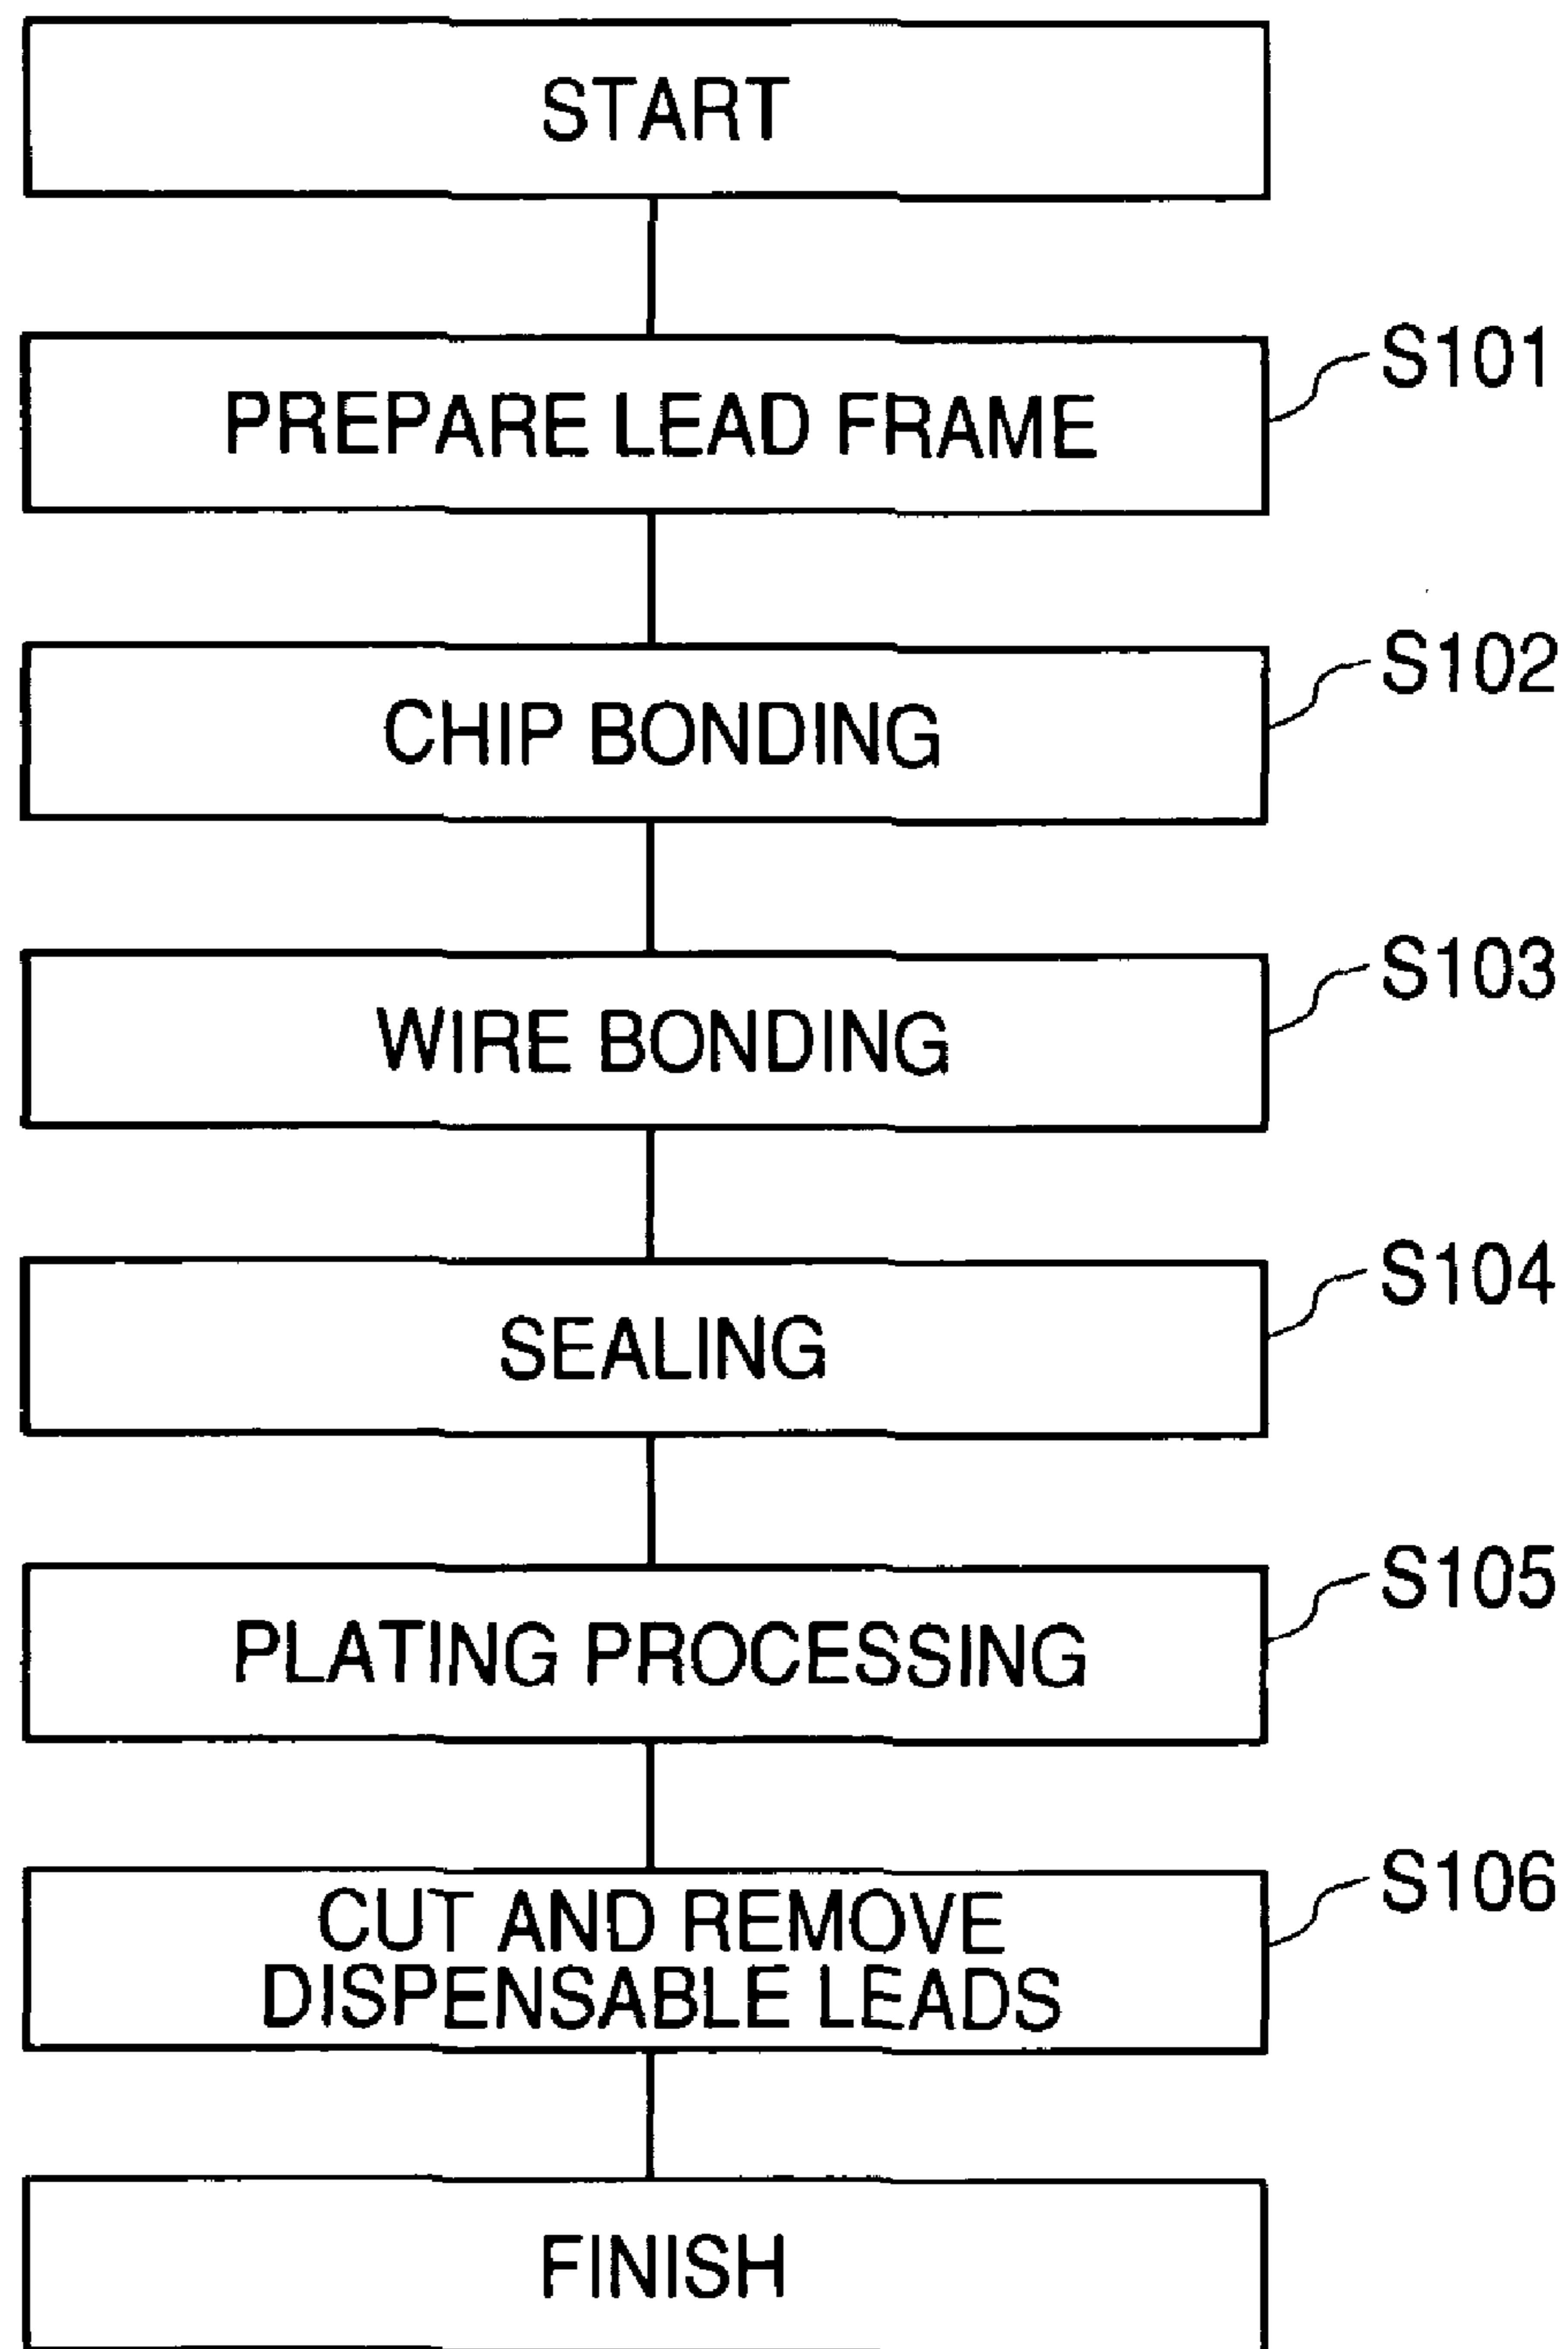 START
PREPARE LEAD FRAME
S101
CHIP BONDING
S102
WIRE BONDING
S103
SEALING
S104
PLATING PROCESSING
S105
CUT AND REMOVE
DISPENSABLE LEADS
S106
FINISH